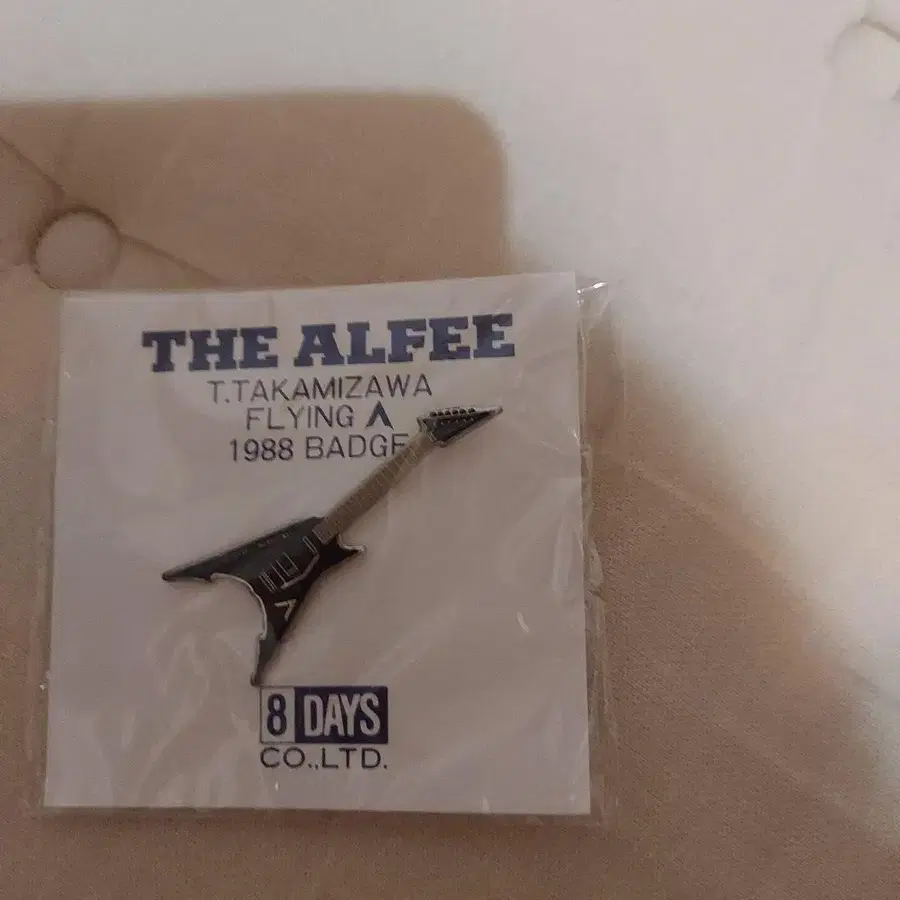 THE ALFEE
T.TAKAMIZAWA
FLYING Λ
1988 BADGE
8 DAYS
CO.,LTD.